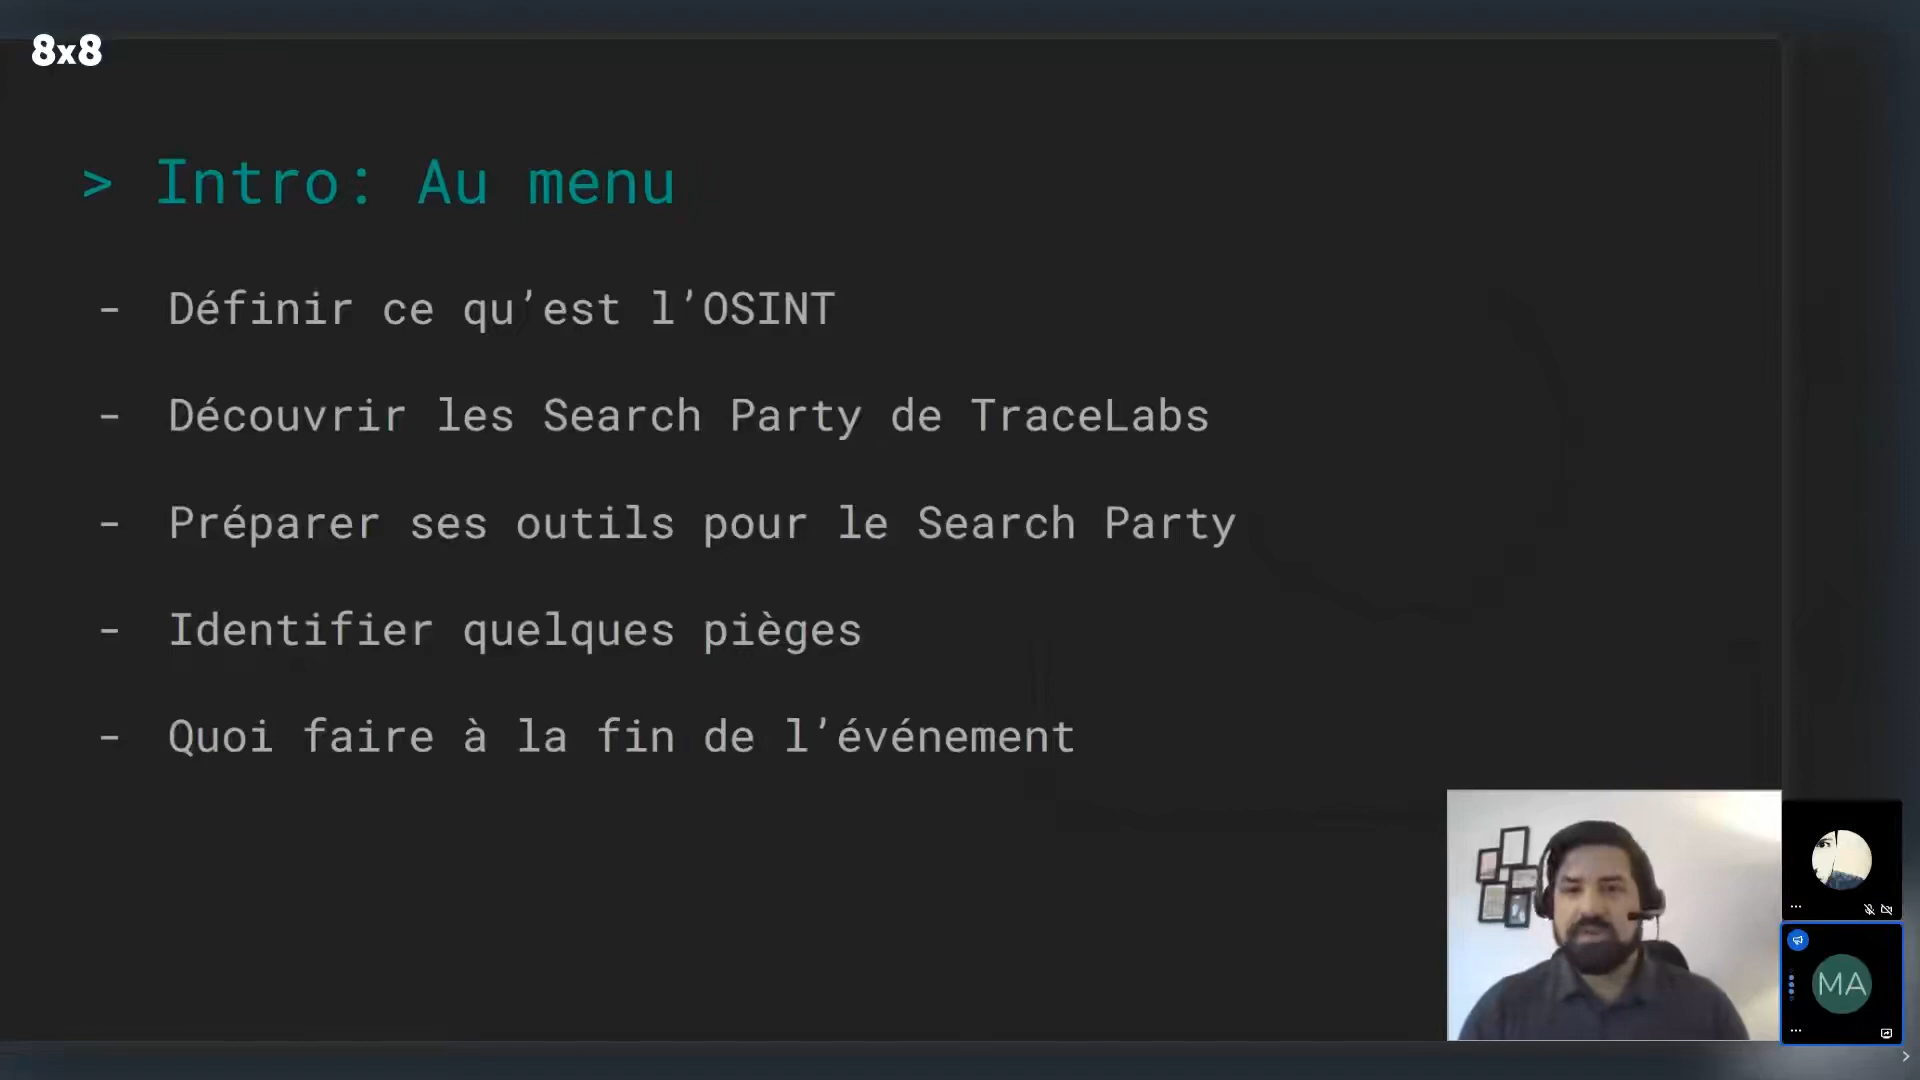 8x8
> Intro: Au menu
- Définir ce qu’est l’OSINT
- Découvrir les Search Party de TraceLabs
- Préparer ses outils pour le Search Party
- Identifier quelques pièges
- Quoi faire à la fin de l’événement
MA